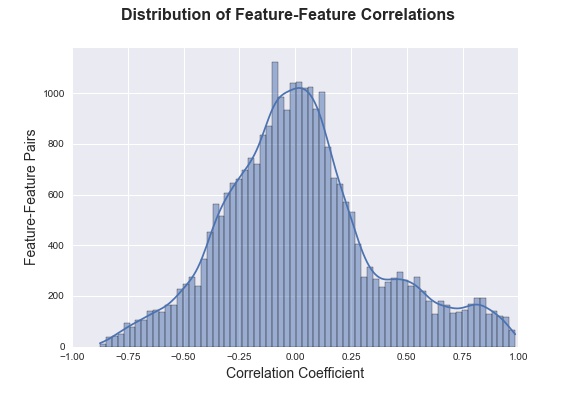 Distribution of Feature-Feature Correlations
Feature-Feature Pairs
1000
800
600
400
200
0
−1.00 −0.75 −0.50 −0.25 0.00 0.25 0.50 0.75 1.00
Correlation Coefficient